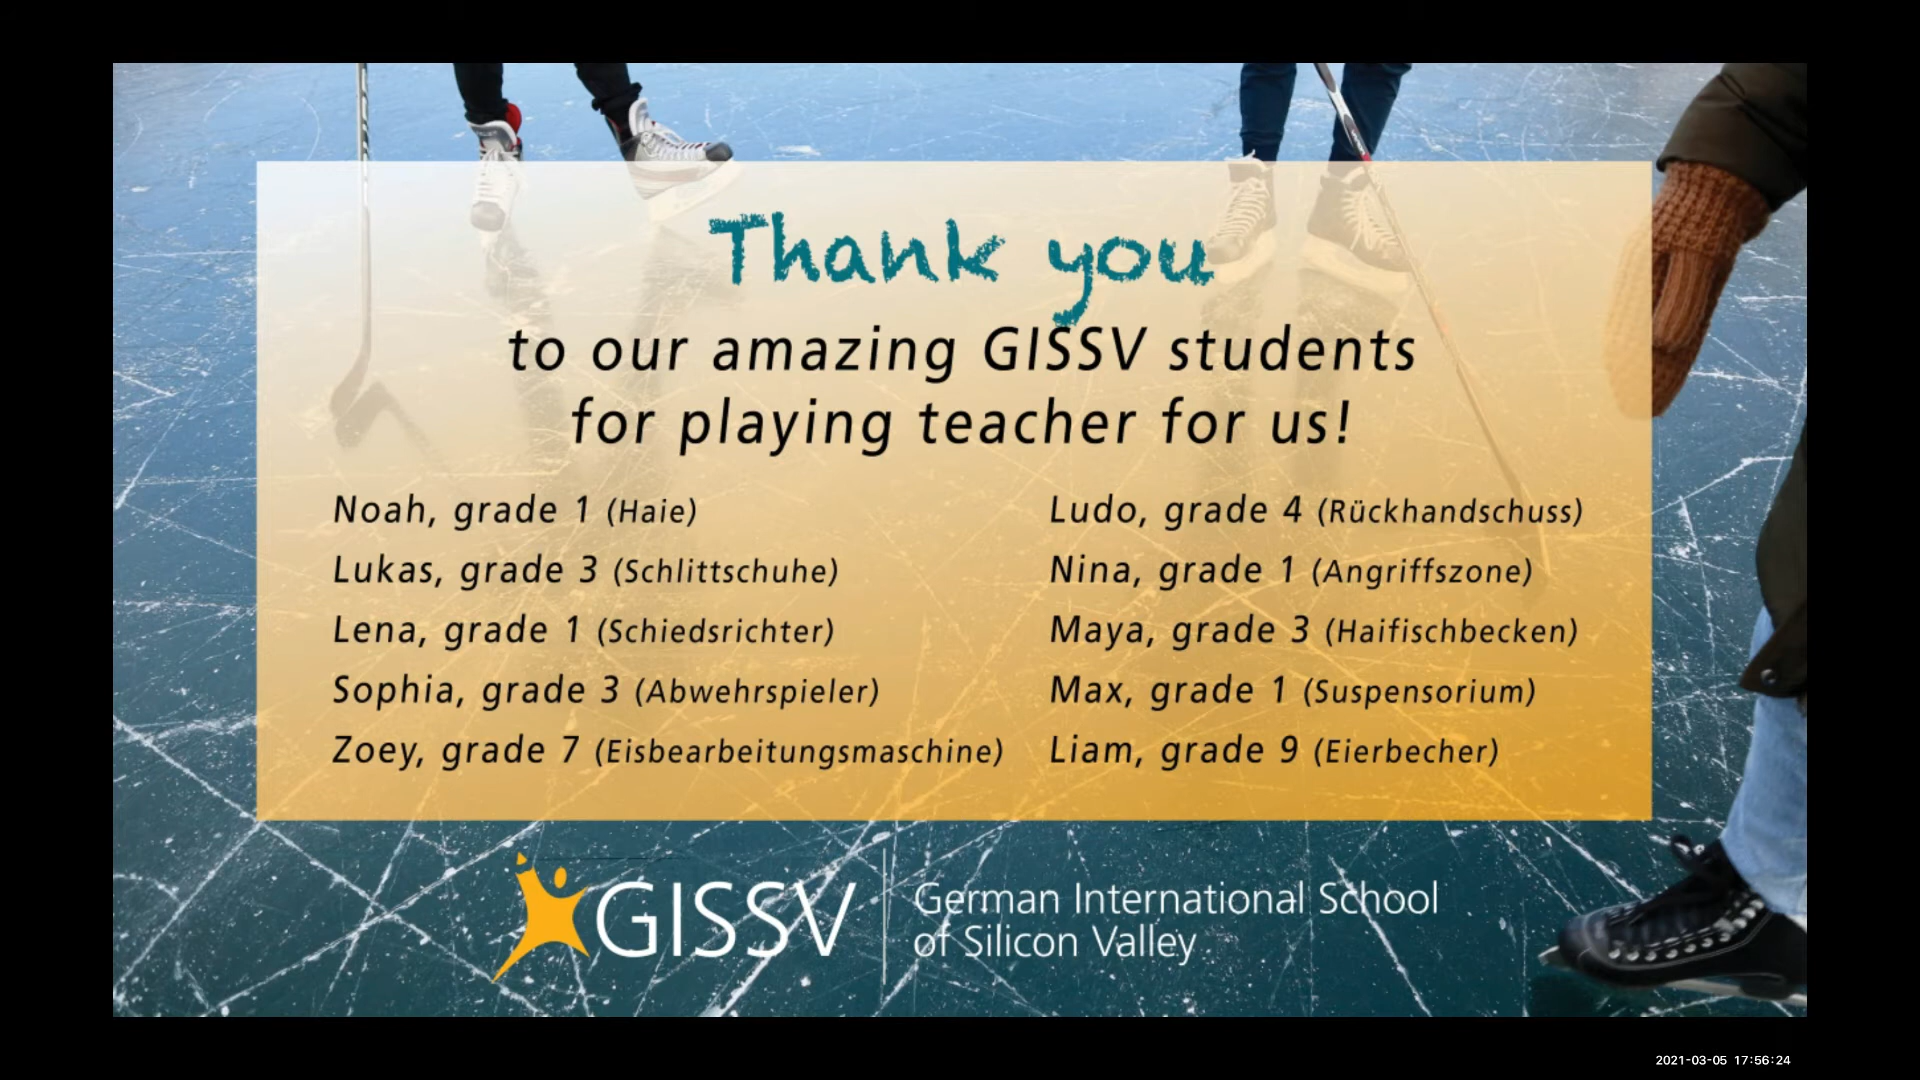 Thank you
to our amazing GISSV students
for playing teacher for us!
Noah, grade 1 (Haie)
Lukas, grade 3 (Schlittschuhe)
Lena, grade 1 (Schiedsrichter)
Sophia, grade 3 (Abwehrspieler)
Zoey, grade 7 (Eisbearbeitungsmaschine)
Ludo, grade 4 (Rückhandschuss)
Nina, grade 1 (Angriffszone)
Maya, grade 3 (Haifischbecken)
Max, grade 1 (Suspensorium)
Liam, grade 9 (Eierbecher)
GISSV
German International School
of Silicon Valley
2021-03-05 17:56:24